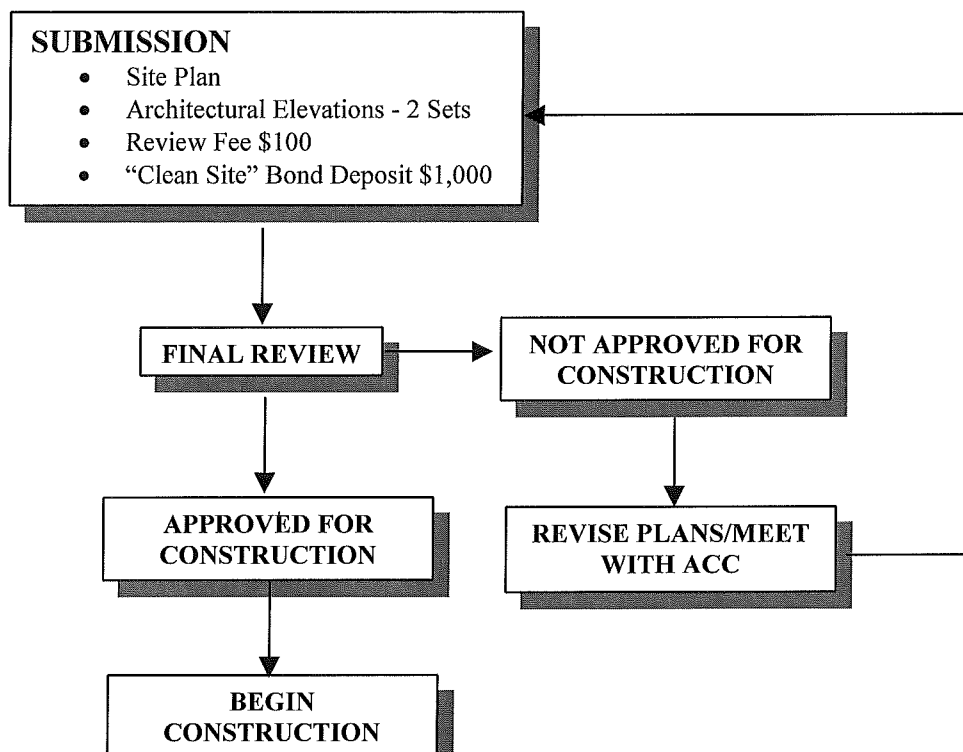 SUBMISSION
• Site Plan
• Architectural Elevations - 2 Sets
• Review Fee $100
• “Clean Site” Bond Deposit $1,000
FINAL REVIEW
NOT APPROVED FOR
CONSTRUCTION
APPROVED FOR
CONSTRUCTION
REVISE PLANS/MEET
WITH ACC
BEGIN
CONSTRUCTION